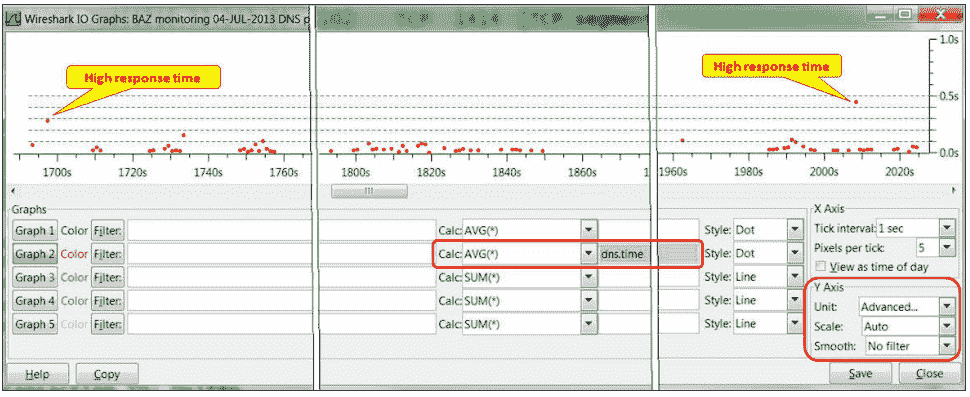 Wireshark IO Graphs: BAZ monitoring 04-JUL-2013 DNS p
High response time
High response time
1.0s
0.5s
0.0s
1700s 1720s 1740s 1760s 1800s 1820s 1840s 1860s 1 1960s 1980s 2000s 2020s
Graphs
Graph 1 Color Filter: Calc: AVG(*) Style: Dot
Graph 2 Color Filter: Calc: AVG(*) dns.time Style: Dot
Graph 3 Color Filter: Calc: SUM(*) Style: Line
Graph 4 Color Filter: Calc: SUM(*) Style: Line
Graph 5 Color Filter: Calc: SUM(*) Style: Line
X Axis
Tick interval: 1 sec
Pixels per tick: 5
View as time of day
Y Axis
Unit: Advanced...
Scale: Auto
Smooth: No filter
Help Copy Save Close